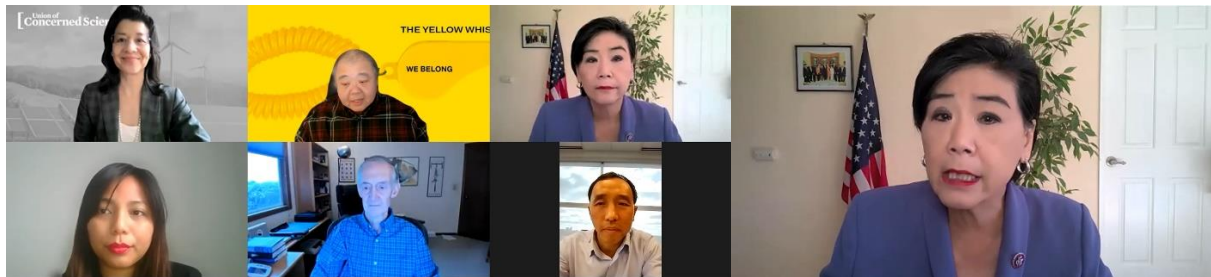 Union of
Concerned Scie
THE YELLOW WHIS
WE BELONG